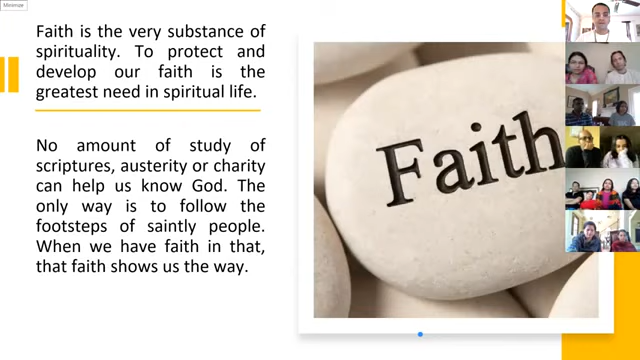 Minimize
Faith is the very substance of
spirituality. To protect and
develop our faith is the
greatest need in spiritual life.
No amount of study of
scriptures, austerity or charity
can help us know God. The
only way is to follow the
footsteps of saintly people.
When we have faith in that,
that faith shows us the way.
Faith